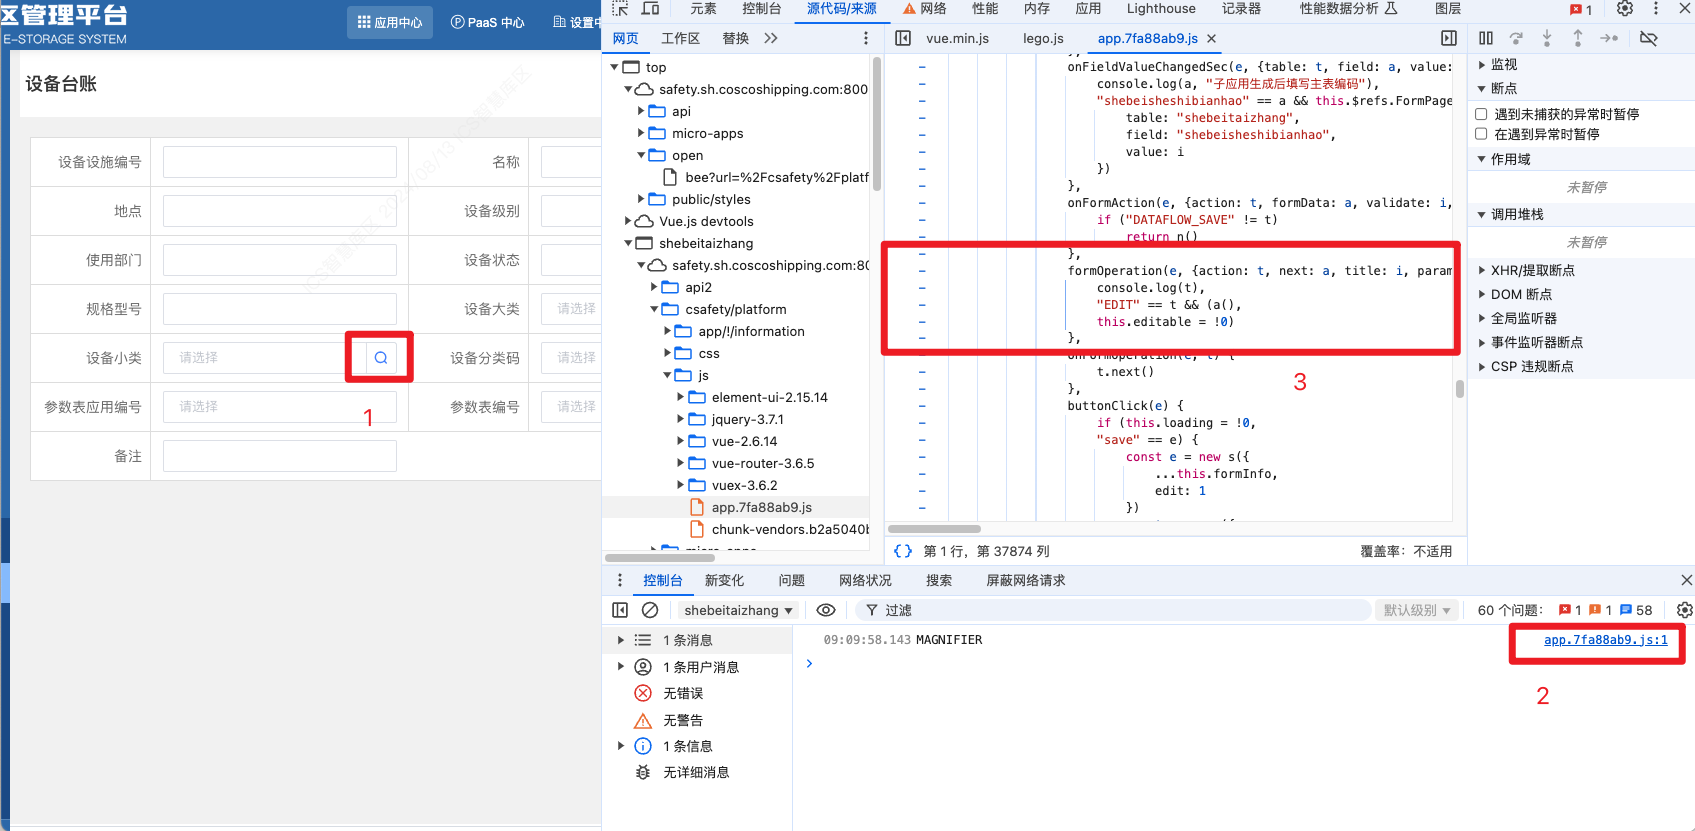 区管理平台
E-STORAGE SYSTEM
应用中心
PaaS 中心
设置中
设备台账
设备设施编号
名称
地点
设备级别
使用部门
设备状态
规格型号
设备大类
请选择
设备小类
请选择
设备分类码
请选择
参数表应用编号
请选择
参数表编号
请选择
备注
1
ICS智慧库区 2024/08/13 ICS智慧库区
元素
控制台
源代码/来源
网络
性能
内存
应用
Lighthouse
记录器
性能数据分析
图层
1
网页
工作区
替换
top
safety.sh.coscoshipping.com:800
api
micro-apps
open
bee?url=%2Fcsafety%2Fplatf
public/styles
Vue.js devtools
shebeitaizhang
safety.sh.coscoshipping.com:80
api2
csafety/platform
app/!/information
css
js
element-ui-2.15.14
jquery-3.7.1
vue-2.6.14
vue-router-3.6.5
vuex-3.6.2
app.7fa88ab9.js
chunk-vendors.b2a5040b
micro-apps
vue.min.js
lego.js
app.7fa88ab9.js
onFieldValueChangedSec(e, {table: t, field: a, value:
console.log(a, "子应用生成后填写主表编码"),
"shebeisheshibianhao" == a && this.$refs.FormPage
table: "shebeitaizhang",
field: "shebeisheshibianhao",
value: i
})
},
onFormAction(e, {action: t, formData: a, validate: i,
if ("DATAFLOW_SAVE" != t)
return n()
},
formOperation(e, {action: t, next: a, title: i, param
console.log(t),
"EDIT" == t && (a(),
this.editable = !0)
},
onFormOperation(e, t) {
t.next()
},
buttonClick(e) {
if (this.loading = !0,
"save" == e) {
const e = new s({
...this.formInfo,
edit: 1
})
3
{ } 第 1 行，第 37874 列
覆盖率：不适用
监视
断点
遇到未捕获的异常时暂停
在遇到异常时暂停
作用域
未暂停
调用堆栈
未暂停
XHR/提取断点
DOM 断点
全局监听器
事件监听器断点
CSP 违规断点
控制台
新变化
问题
网络状况
搜索
屏蔽网络请求
shebeitaizhang
过滤
默认级别
60 个问题：
1
1
58
1 条消息
1 条用户消息
无错误
无警告
1 条信息
无详细消息
09:09:58.143 MAGNIFIER
app.7fa88ab9.js:1
2